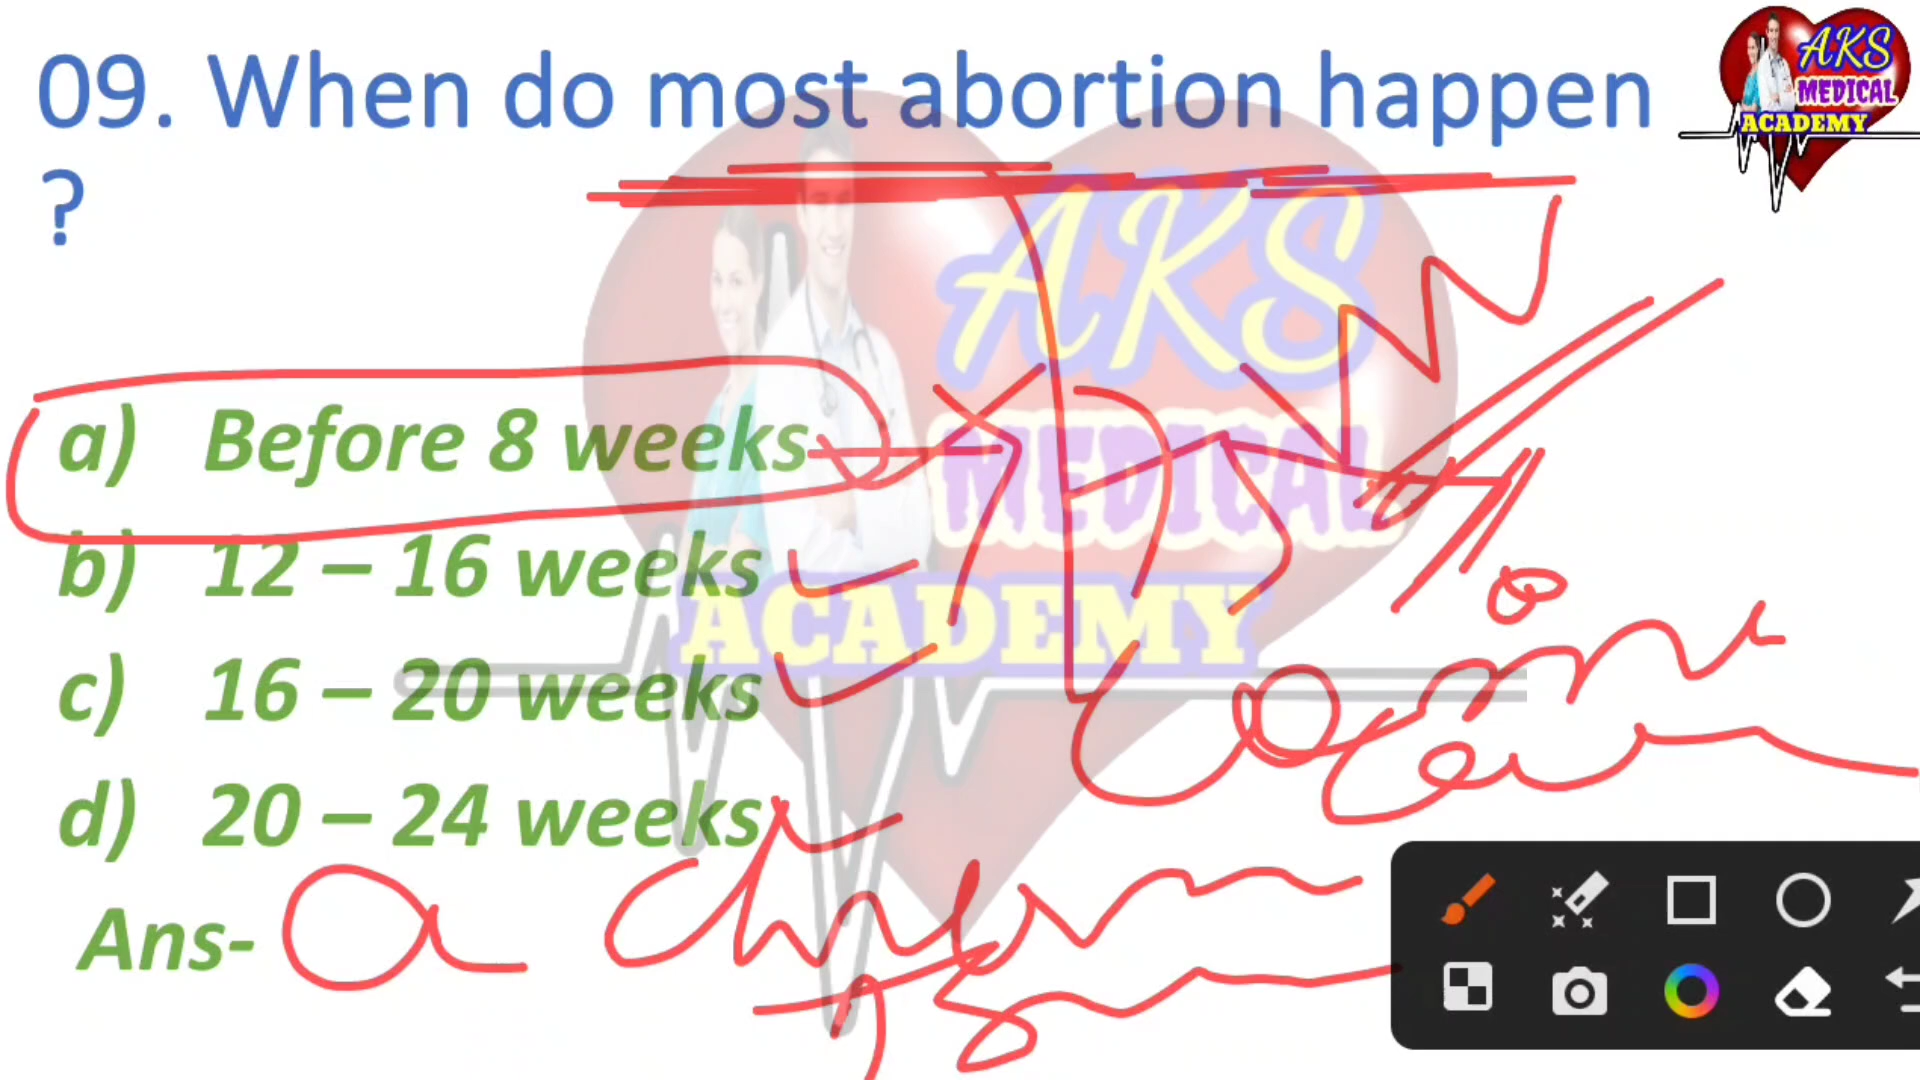 09. When do most abortion happen
?
AKS
MEDICAL
ACADEMY
AKS
MEDICAL
ACADEMY
a) Before 8 weeks
b) 12 – 16 weeks
c) 16 – 20 weeks
d) 20 – 24 weeks
Ans- a